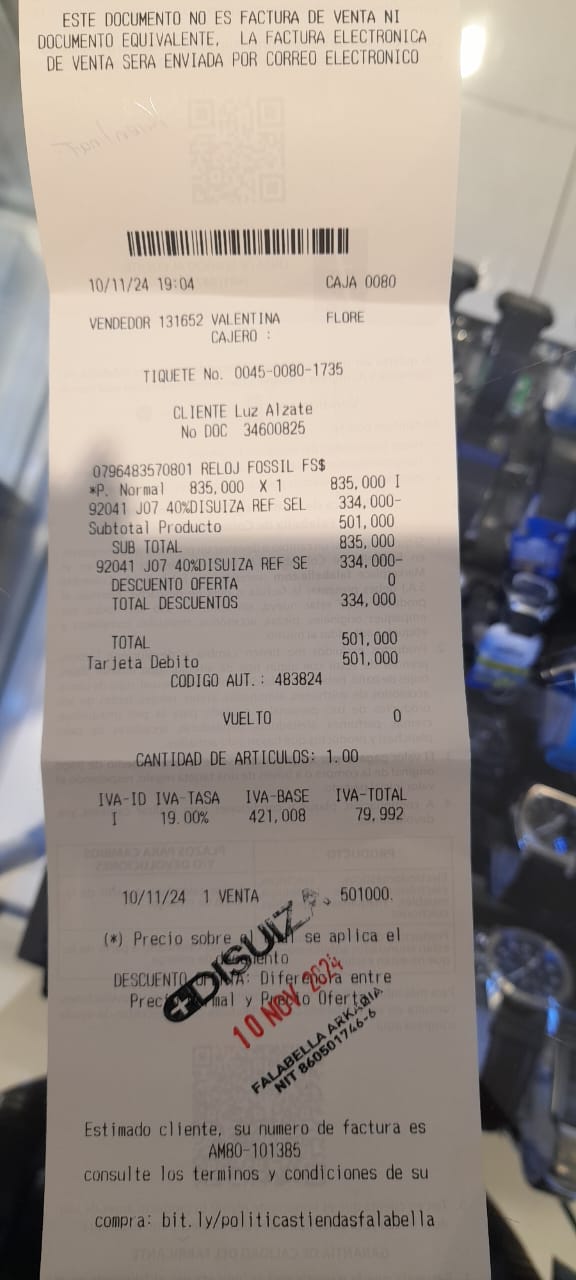 ESTE DOCUMENTO NO ES FACTURA DE VENTA NI
DOCUMENTO EQUIVALENTE, LA FACTURA ELECTRONICA
DE VENTA SERA ENVIADA POR CORREO ELECTRONICO
10/11/24 19:04 CAJA 0080
VENDEDOR 131652 VALENTINA FLORE
CAJERO :
TIQUETE No. 0045-0080-1735
CLIENTE Luz Alzate
No DOC 34600825
0796483570801 RELOJ FOSSIL FS$
*P. Normal 835,000 X 1 835,000 I
92041 J07 40%DISUIZA REF SEL 334,000-
Subtotal Producto 501,000
SUB TOTAL 835,000
92041 J07 40%DISUIZA REF SE 334,000-
DESCUENTO OFERTA 0
TOTAL DESCUENTOS 334,000
TOTAL 501,000
Tarjeta Debito 501,000
CODIGO AUT.: 483824
VUELTO 0
CANTIDAD DE ARTICULOS: 1.00
IVA-ID IVA-TASA IVA-BASE IVA-TOTAL
I 19.00% 421,008 79,992
10/11/24 1 VENTA 501000.
(*) Precio sobre el se aplica el
DESCUENTO Diferencia entre
Precio Normal y Precio Oferta
DISUIZA
10 NOV 2024
FALABELLA ARKADIA
NIT 860501746-6
Estimado cliente, su numero de factura es
AM80-101385
consulte los terminos y condiciones de su
compra: bit.ly/politicastiendasfalabella